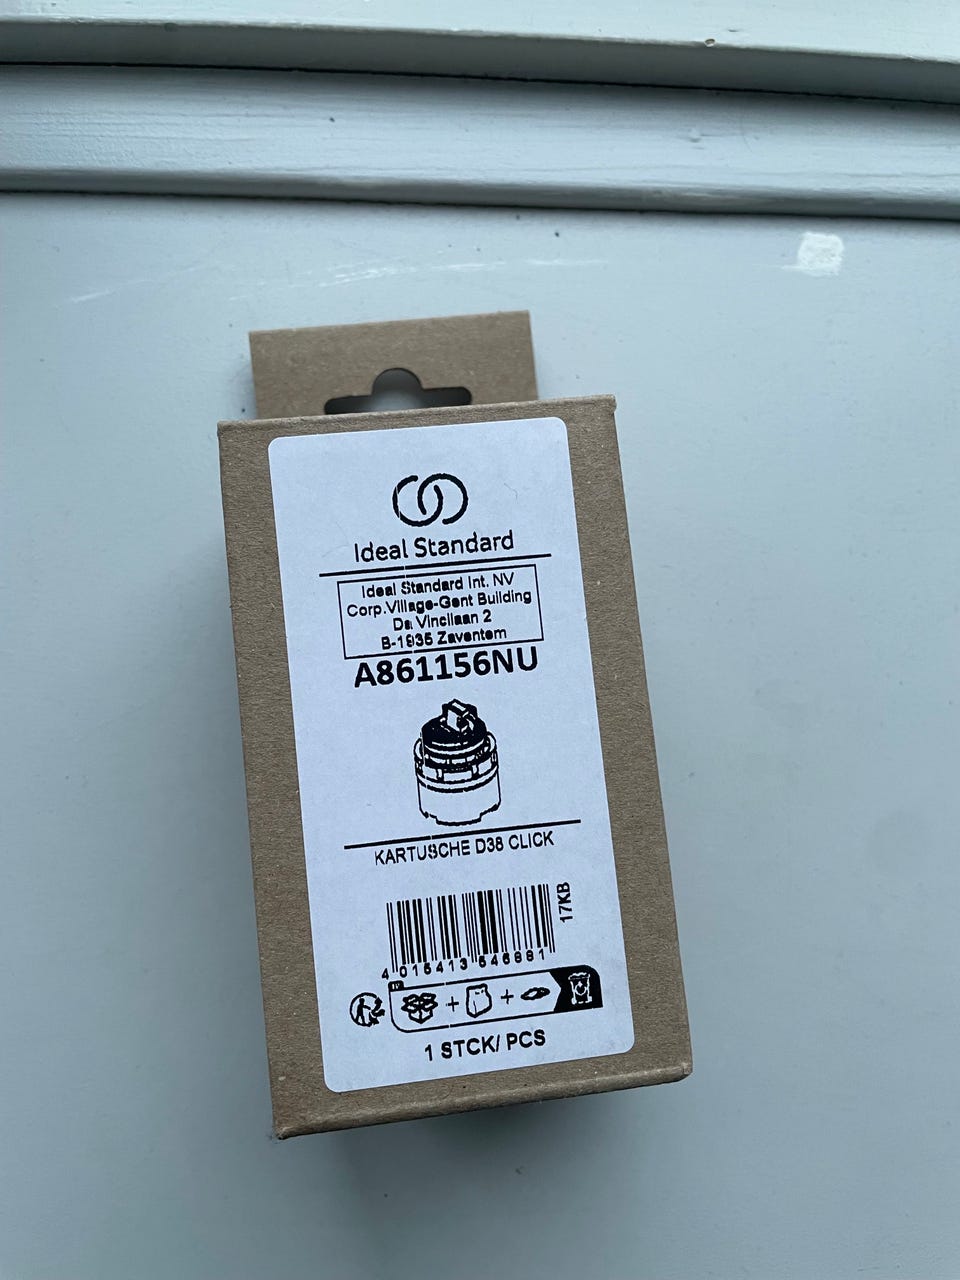 Ideal Standard
Ideal Standard Int. NV
Corp.Village-Gent Building
Da Vincilaan 2
B-1935 Zaventem
A861156NU
KARTUSCHE D38 CLICK
17KB
4 015413 546881
1 STCK/ PCS